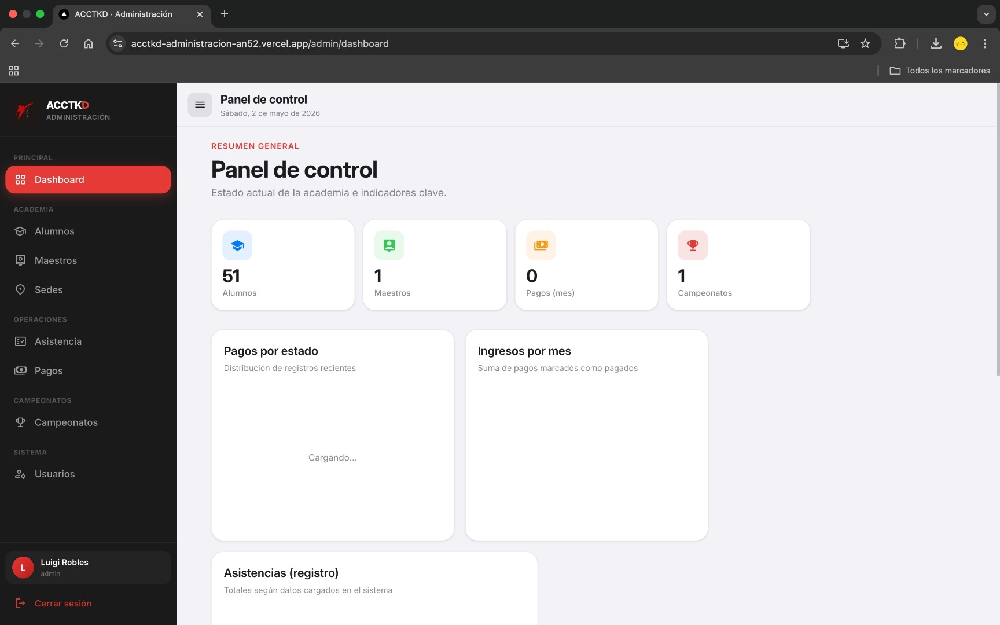 ACCTKD · Administración
acctkd-administracion-an52.vercel.app/admin/dashboard
Todos los marcadores
ACCTKD
ADMINISTRACIÓN
PRINCIPAL
Dashboard
ACADEMIA
Alumnos
Maestros
Sedes
OPERACIONES
Asistencia
Pagos
CAMPEONATOS
Campeonatos
SISTEMA
Usuarios
L
Luigi Robles
admin
Cerrar sesión
Panel de control
Sábado, 2 de mayo de 2026
RESUMEN GENERAL
Panel de control
Estado actual de la academia e indicadores clave.
51
Alumnos
1
Maestros
0
Pagos (mes)
1
Campeonatos
Pagos por estado
Distribución de registros recientes
Cargando...
Ingresos por mes
Suma de pagos marcados como pagados
Asistencias (registro)
Totales según datos cargados en el sistema